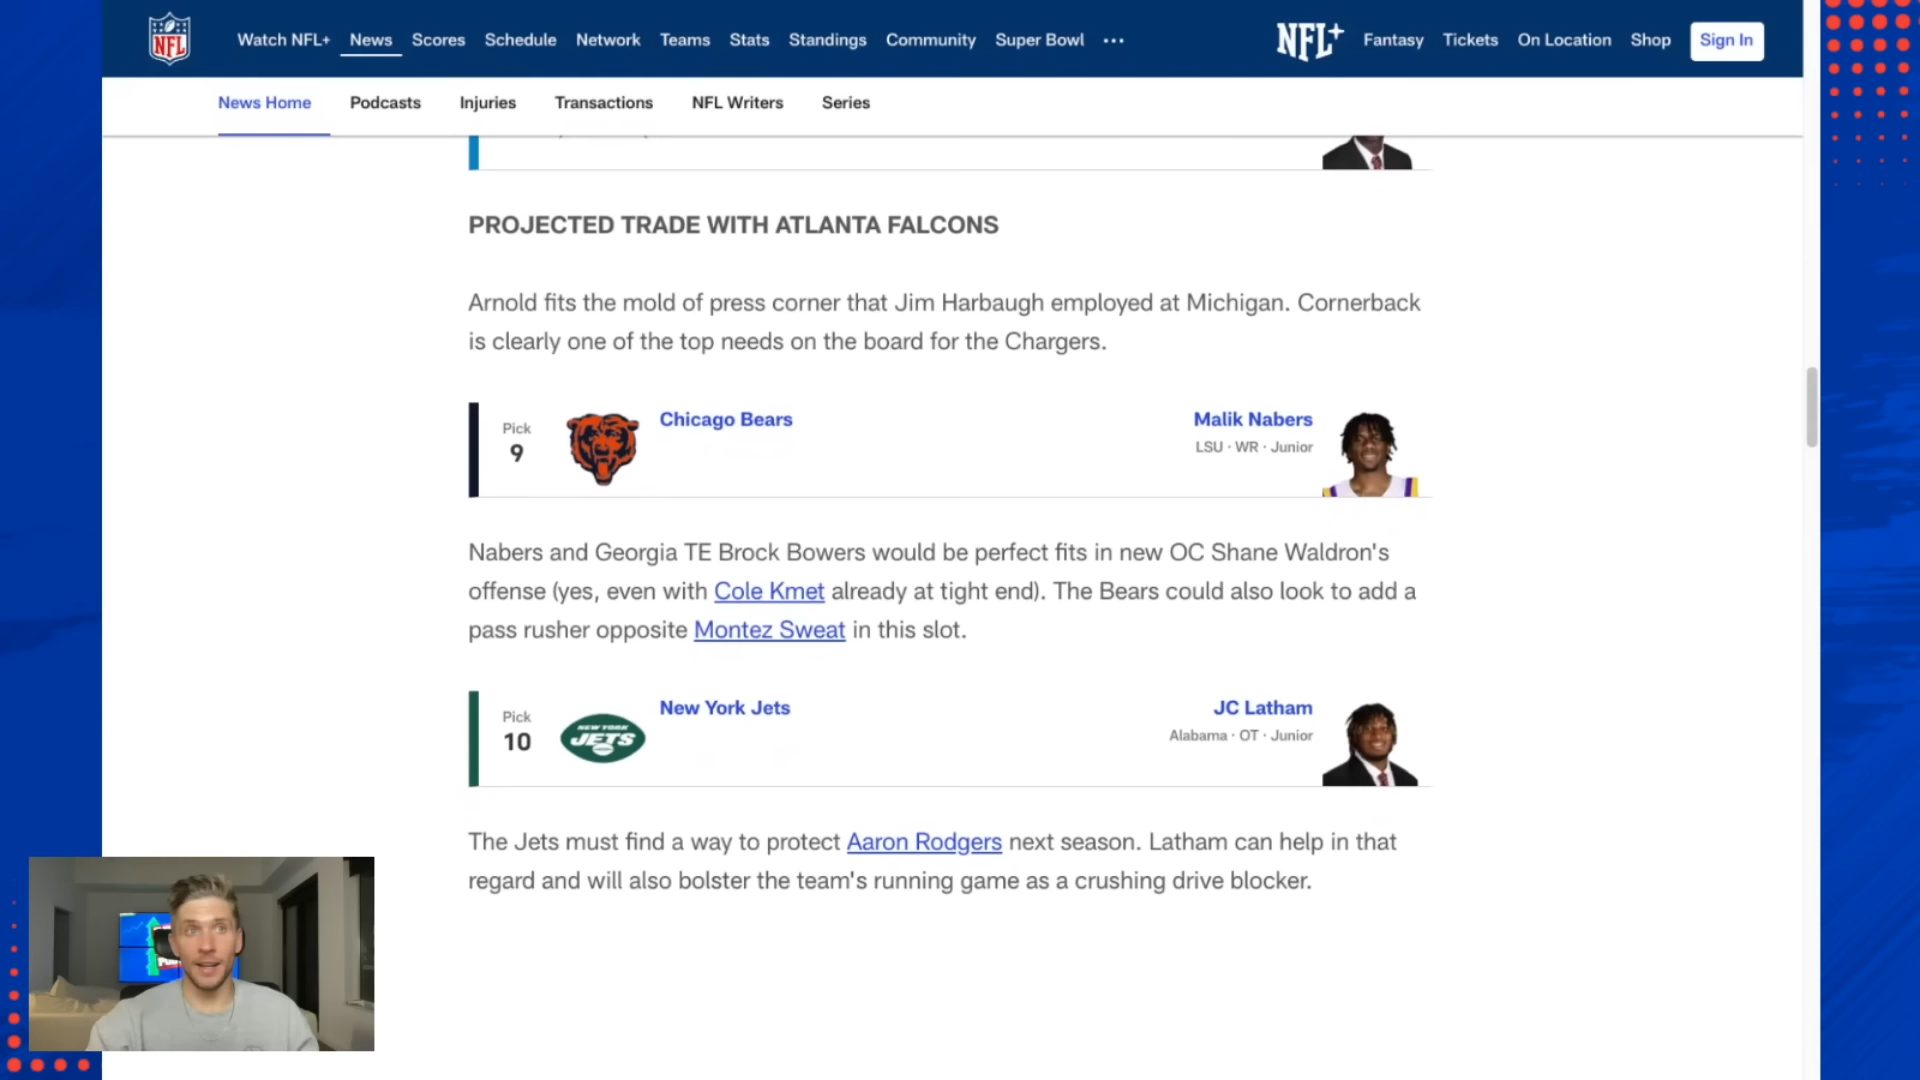 NFL
Watch NFL+ News Scores Schedule Network Teams Stats Standings Community Super Bowl ••• NFL+ Fantasy Tickets On Location Shop Sign In
News Home Podcasts Injuries Transactions NFL Writers Series
PROJECTED TRADE WITH ATLANTA FALCONS
Arnold fits the mold of press corner that Jim Harbaugh employed at Michigan. Cornerback
is clearly one of the top needs on the board for the Chargers.
Pick
9
Chicago Bears
Malik Nabers
LSU · WR · Junior
Nabers and Georgia TE Brock Bowers would be perfect fits in new OC Shane Waldron's
offense (yes, even with Cole Kmet already at tight end). The Bears could also look to add a
pass rusher opposite Montez Sweat in this slot.
Pick
10
NEW YORK
JETS
New York Jets
JC Latham
Alabama · OT · Junior
The Jets must find a way to protect Aaron Rodgers next season. Latham can help in that
regard and will also bolster the team's running game as a crushing drive blocker.